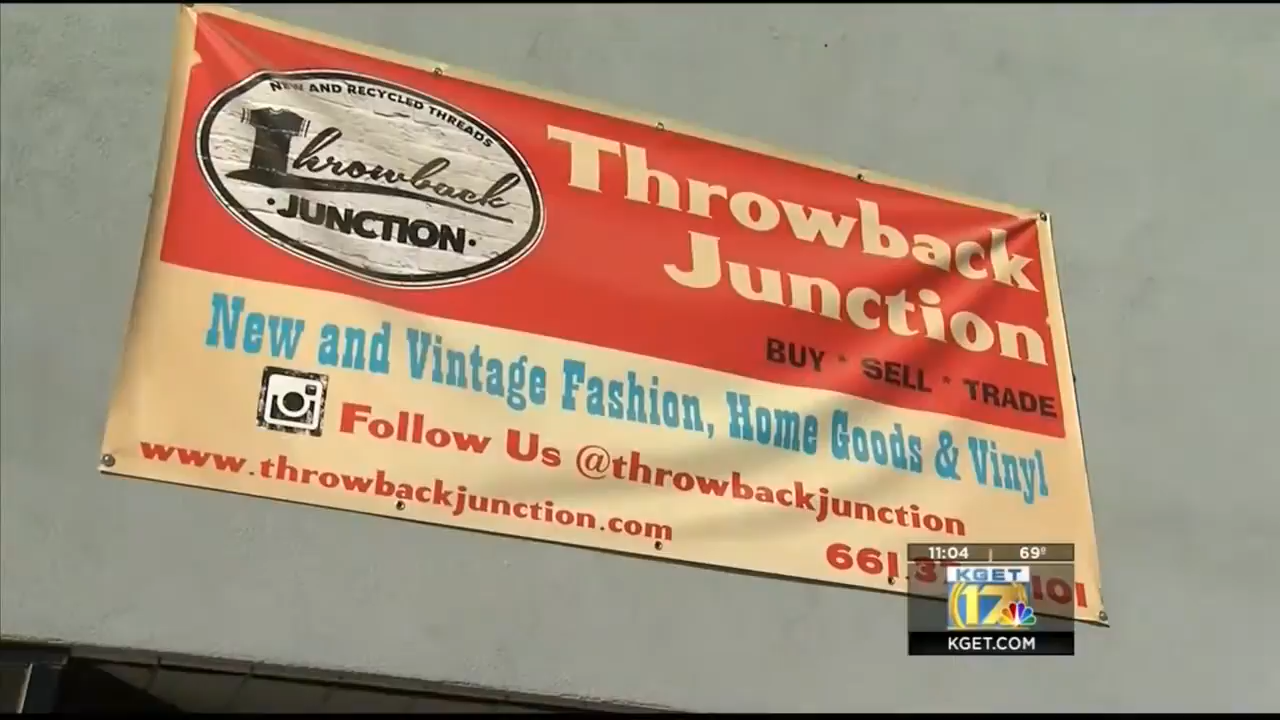 NEW AND RECYCLED THREADS
Throwback
JUNCTION
Throwback
Junction
BUY * SELL * TRADE
New and Vintage Fashion, Home Goods & Vinyl
Follow Us @throwbackjunction
www.throwbackjunction.com
661
11:04 | 69°
KGET
17
KGET.COM